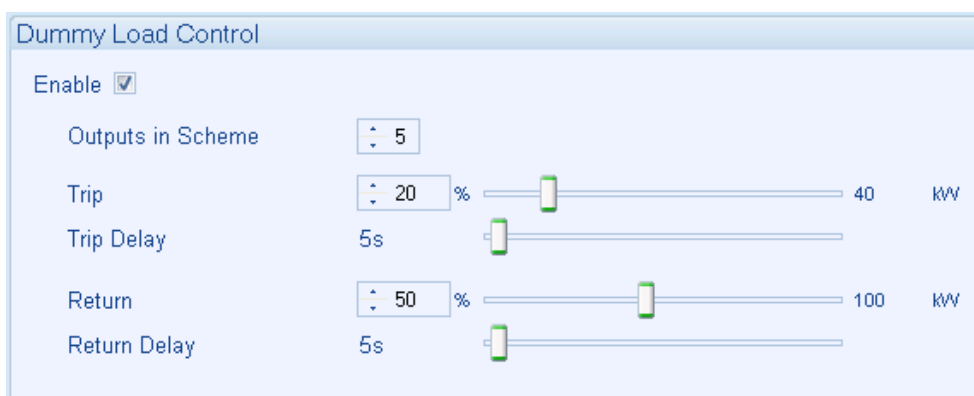 Dummy Load Control
Enable
Outputs in Scheme 5
Trip 20 % 40 kW
Trip Delay 5s
Return 50 % 100 kW
Return Delay 5s